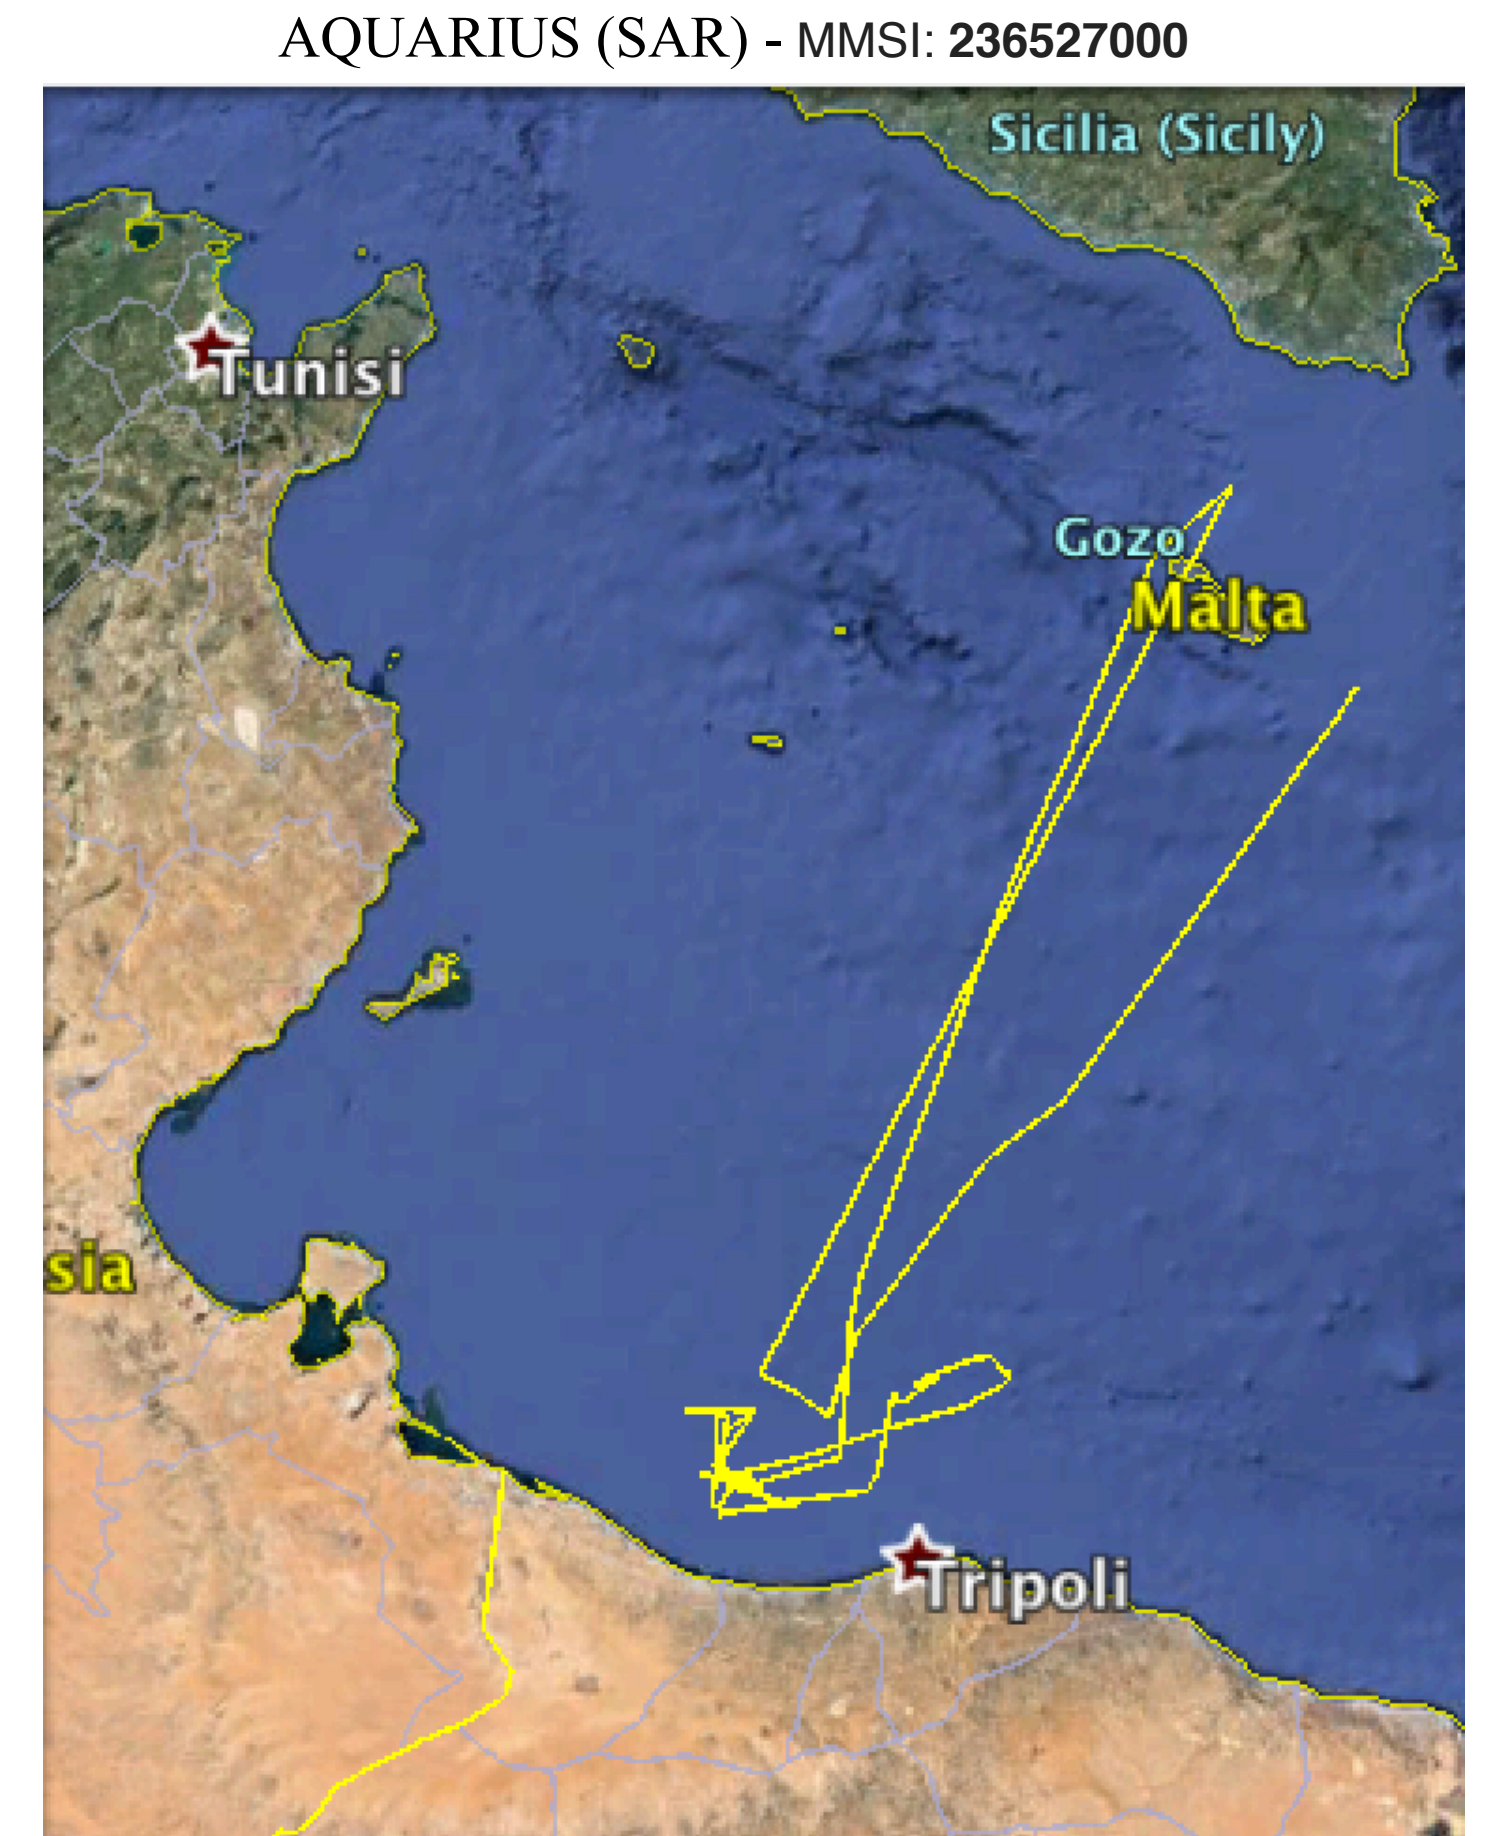 AQUARIUS (SAR) - MMSI: 236527000
Sicilia (Sicily)
Tunisi
Gozo
Malta
sia
Tripoli